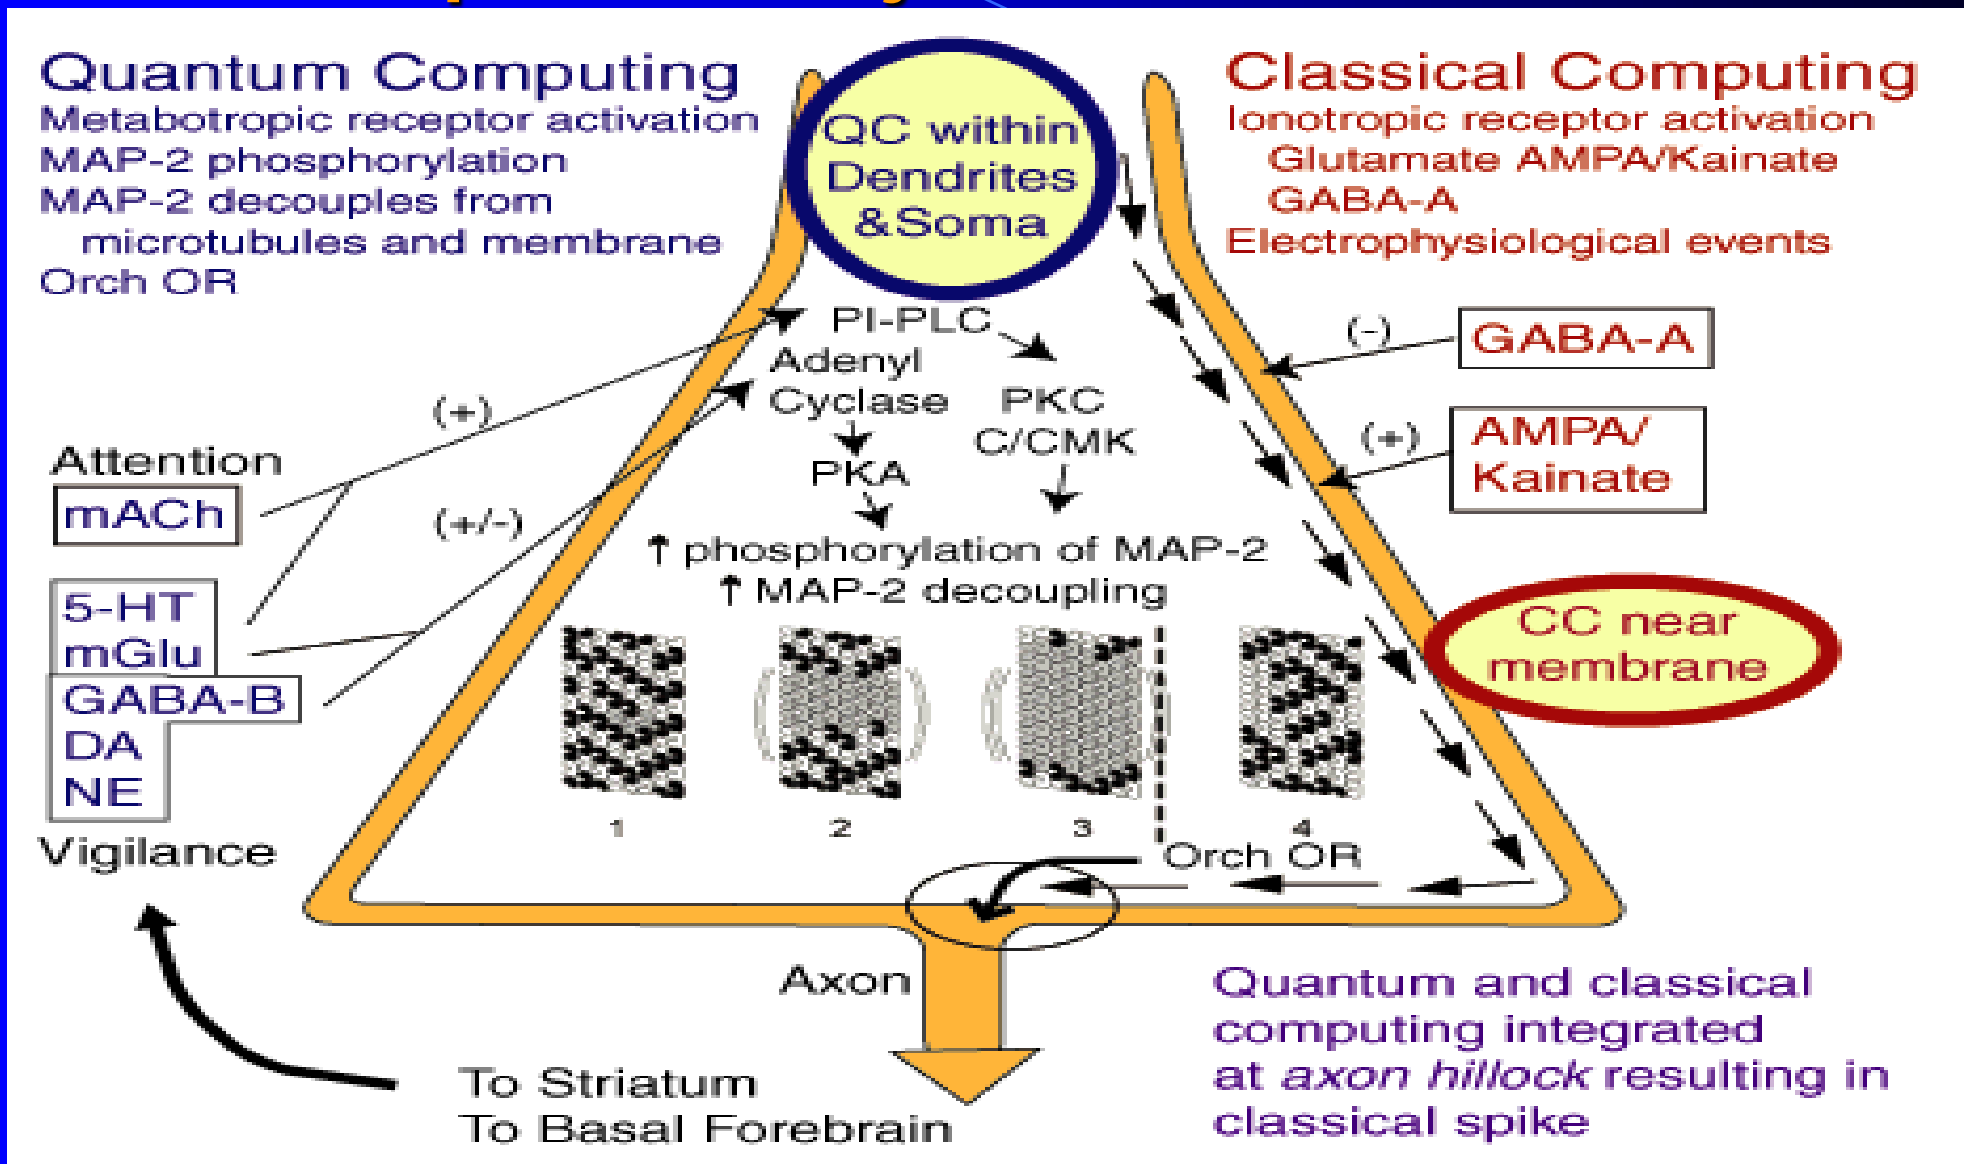 Quantum Computing
Metabotropic receptor activation
MAP-2 phosphorylation
MAP-2 decouples from
microtubules and membrane
Orch OR
QC within
Dendrites
&Soma
Classical Computing
Ionotropic receptor activation
Glutamate AMPA/Kainate
GABA-A
Electrophysiological events
PI-PLC
Adenyl
Cyclase
PKA
PKC
C/CMK
(-)
GABA-A
(+)
AMPA/
Kainate
(+)
Attention
mACh
(+/-)
5-HT
mGlu
GABA-B
DA
NE
Vigilance
↑ phosphorylation of MAP-2
↑ MAP-2 decoupling
CC near
membrane
1 2 3 4
Orch OR
Axon
To Striatum
To Basal Forebrain
Quantum and classical
computing integrated
at axon hillock resulting in
classical spike